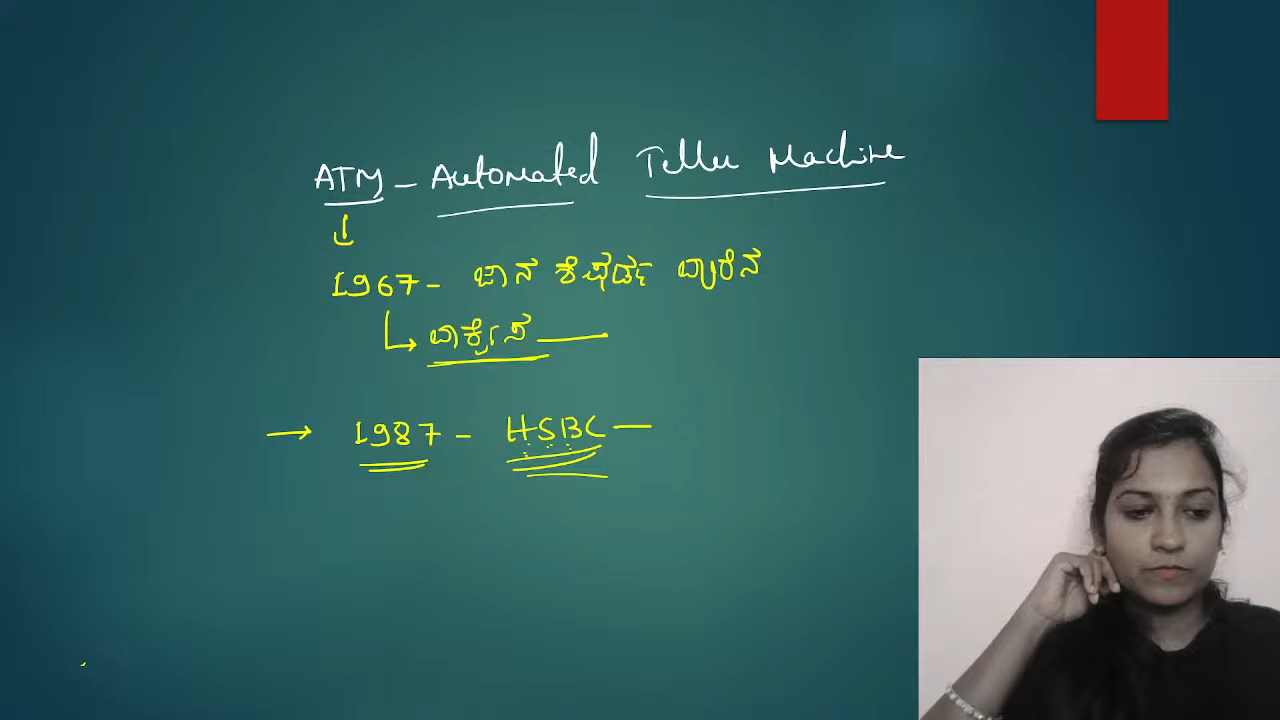 ATM - Automated Teller Machine
1967 - ಜಾನ ಶೆಫರ್ಡ ಬ್ಯಾರೆನ
ಬಾರ್ಕ್ಲೇಸ
→ 1987 - HSBC —